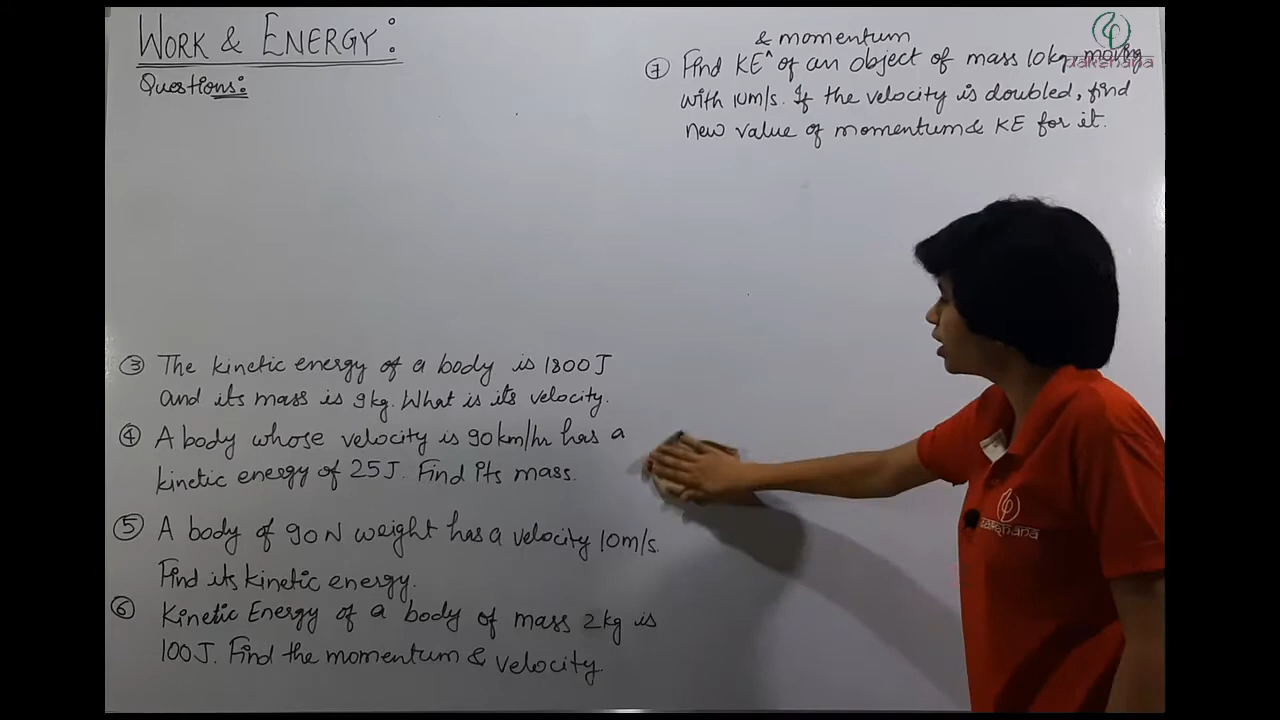 WORK & ENERGY:
Questions:
③ The kinetic energy of a body is 1800J
and its mass is 9kg. What is its velocity.
④ A body whose velocity is 90km/hr has a
kinetic energy of 25J. Find its mass.
⑤ A body of 90N weight has a velocity 10m/s.
Find its kinetic energy.
⑥ Kinetic Energy of a body of mass 2kg is
100J. Find the momentum & velocity.
& momentum
⑦ Find KE^ of an object of mass 10kg, moving
with 10m/s. If the velocity is doubled, find
new value of momentum & KE for it.
rakshana
rakshana